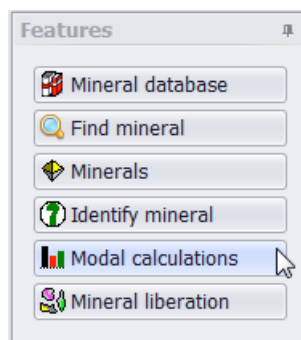 Features
Mineral database
Find mineral
Minerals
Identify mineral
Modal calculations
Mineral liberation